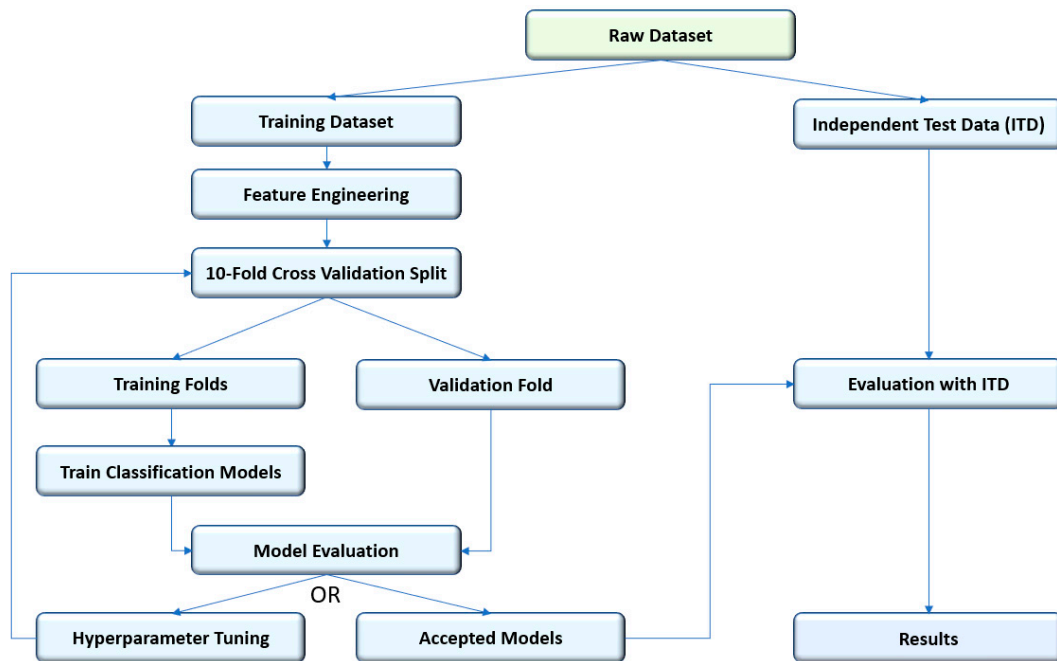 Raw Dataset
Training Dataset
Independent Test Data (ITD)
Feature Engineering
10-Fold Cross Validation Split
Training Folds
Validation Fold
Evaluation with ITD
Train Classification Models
Model Evaluation
OR
Hyperparameter Tuning
Accepted Models
Results